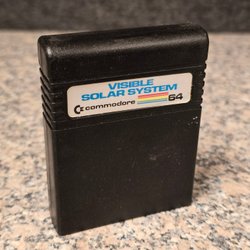 VISIBLE
SOLAR SYSTEM
commodore 64